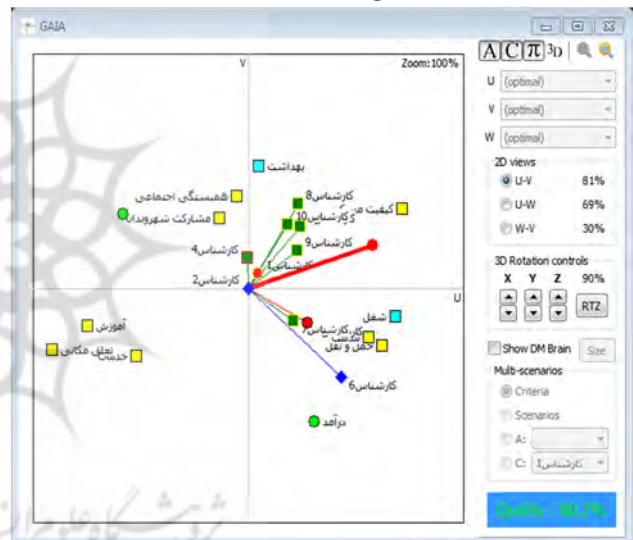 GAIA
Zoom: 100%
V
U
بهداشت
همبستگی اجتماعی
مشارکت شهروندان
کارشناس8
کیفیت
کارشناس10
کارشناس9
کارشناس4
کارشناس1
کارشناس2
آموزش
تعلق مکانی
خدمت
شغل
حمل و نقل
کارشناس6
درآمد
A C π 3D
U (optimal)
V (optimal)
W (optimal)
2D views
U-V 81%
U-W 69%
W-V 30%
3D Rotation controls
X Y Z 90%
RTZ
Show DM Brain Size
Multi-scenarios
Criteria
Scenarios
A:
C: کارشناس1
Quality : 80,7%